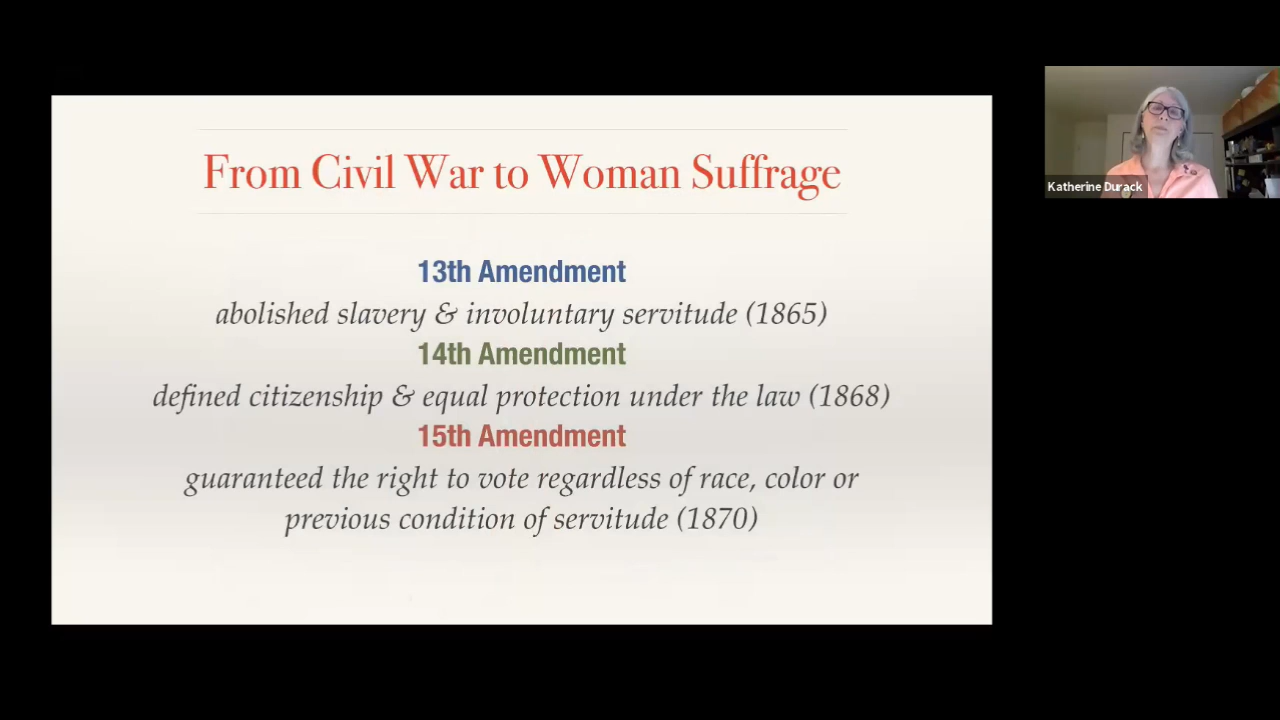 From Civil War to Woman Suffrage
13th Amendment
abolished slavery & involuntary servitude (1865)
14th Amendment
defined citizenship & equal protection under the law (1868)
15th Amendment
guaranteed the right to vote regardless of race, color or
previous condition of servitude (1870)
Katherine Durack